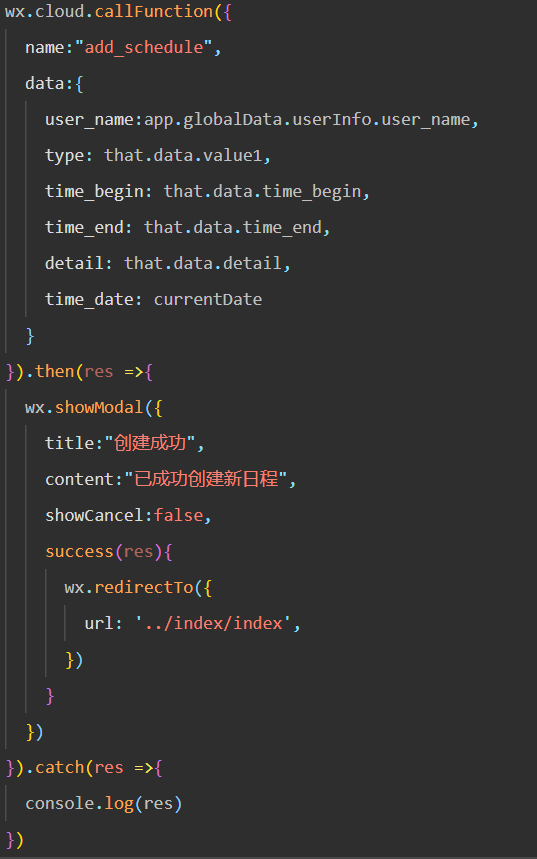 wx.cloud.callFunction({
  name:"add_schedule",
  data:{
    user_name:app.globalData.userInfo.user_name,
    type: that.data.value1,
    time_begin: that.data.time_begin,
    time_end: that.data.time_end,
    detail: that.data.detail,
    time_date: currentDate
  }
}).then(res =>{
  wx.showModal({
    title:"创建成功",
    content:"已成功创建新日程",
    showCancel:false,
    success(res){
      wx.redirectTo({
        url: '../index/index',
      })
    }
  })
}).catch(res =>{
  console.log(res)
})